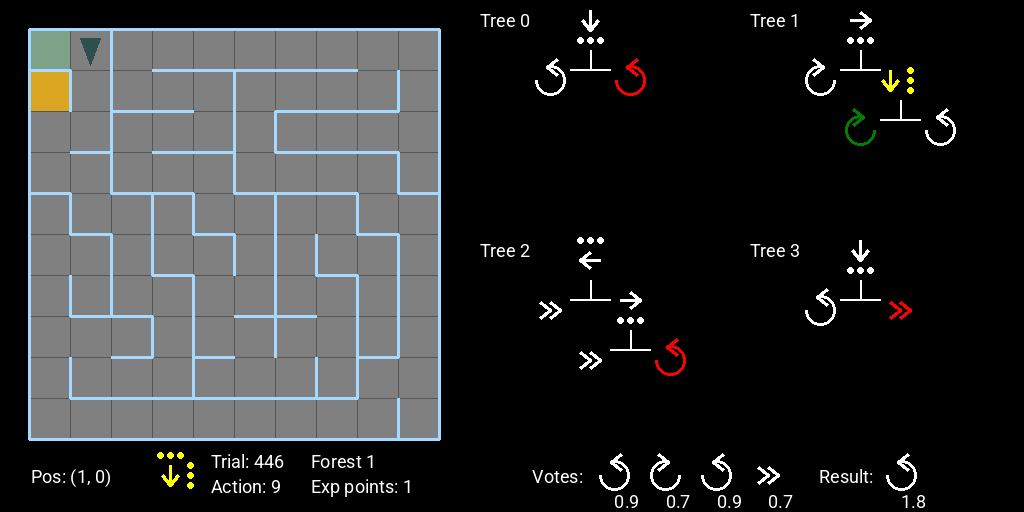 Tree 0
Tree 1
Tree 2
Tree 3
Pos: (1, 0)
Trial: 446
Action: 9
Forest 1
Exp points: 1
Votes:
0.9
0.7
0.9
0.7
Result:
1.8